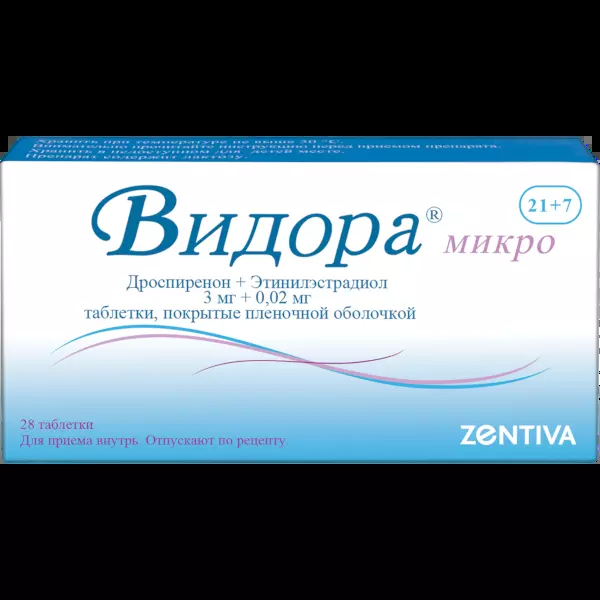 Хранить при температуре не выше 30 °С.
Внимательно прочитайте инструкцию перед приемом препарата.
Хранить в недоступном для детей месте.
Препарат содержит лактозу.
21+7
Видора® микро
Дроспиренон + Этинилэстрадиол
3 мг + 0,02 мг
таблетки, покрытые пленочной оболочкой
28 таблетки
Для приема внутрь. Отпускают по рецепту.
ZENTIVA